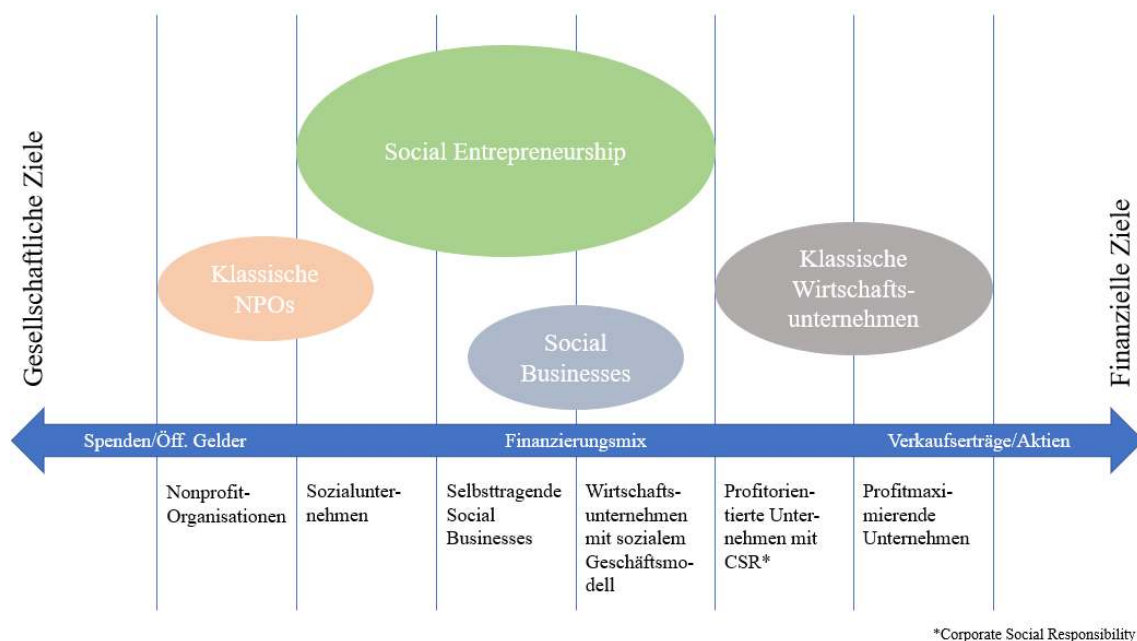 Gesellschaftliche Ziele
Social Entrepreneurship
Klassische
NPOs
Social
Businesses
Klassische
Wirtschafts-
unternehmen
Finanzielle Ziele
Spenden/Öff. Gelder
Finanzierungsmix
Verkaufserträge/Aktien
Nonprofit-
Organisationen
Sozialunter-
nehmen
Selbsttragende
Social
Businesses
Wirtschafts-
unternehmen
mit sozialem
Geschäftsmo-
dell
Profitorien-
tierte Unter-
nehmen mit
CSR*
Profitmaxi-
mierende
Unternehmen
*Corporate Social Responsibility